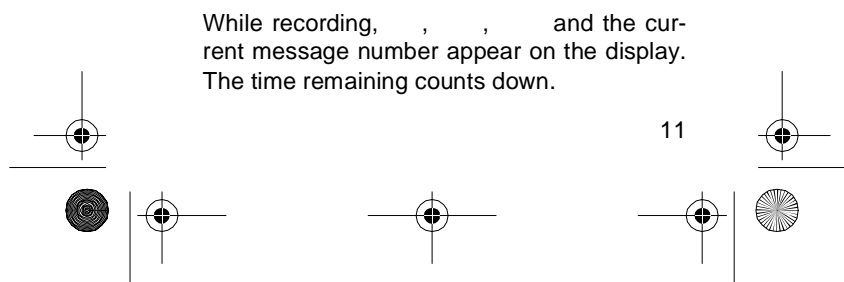 While recording,    ,    ,    and the cur-
rent message number appear on the display.
The time remaining counts down.
11